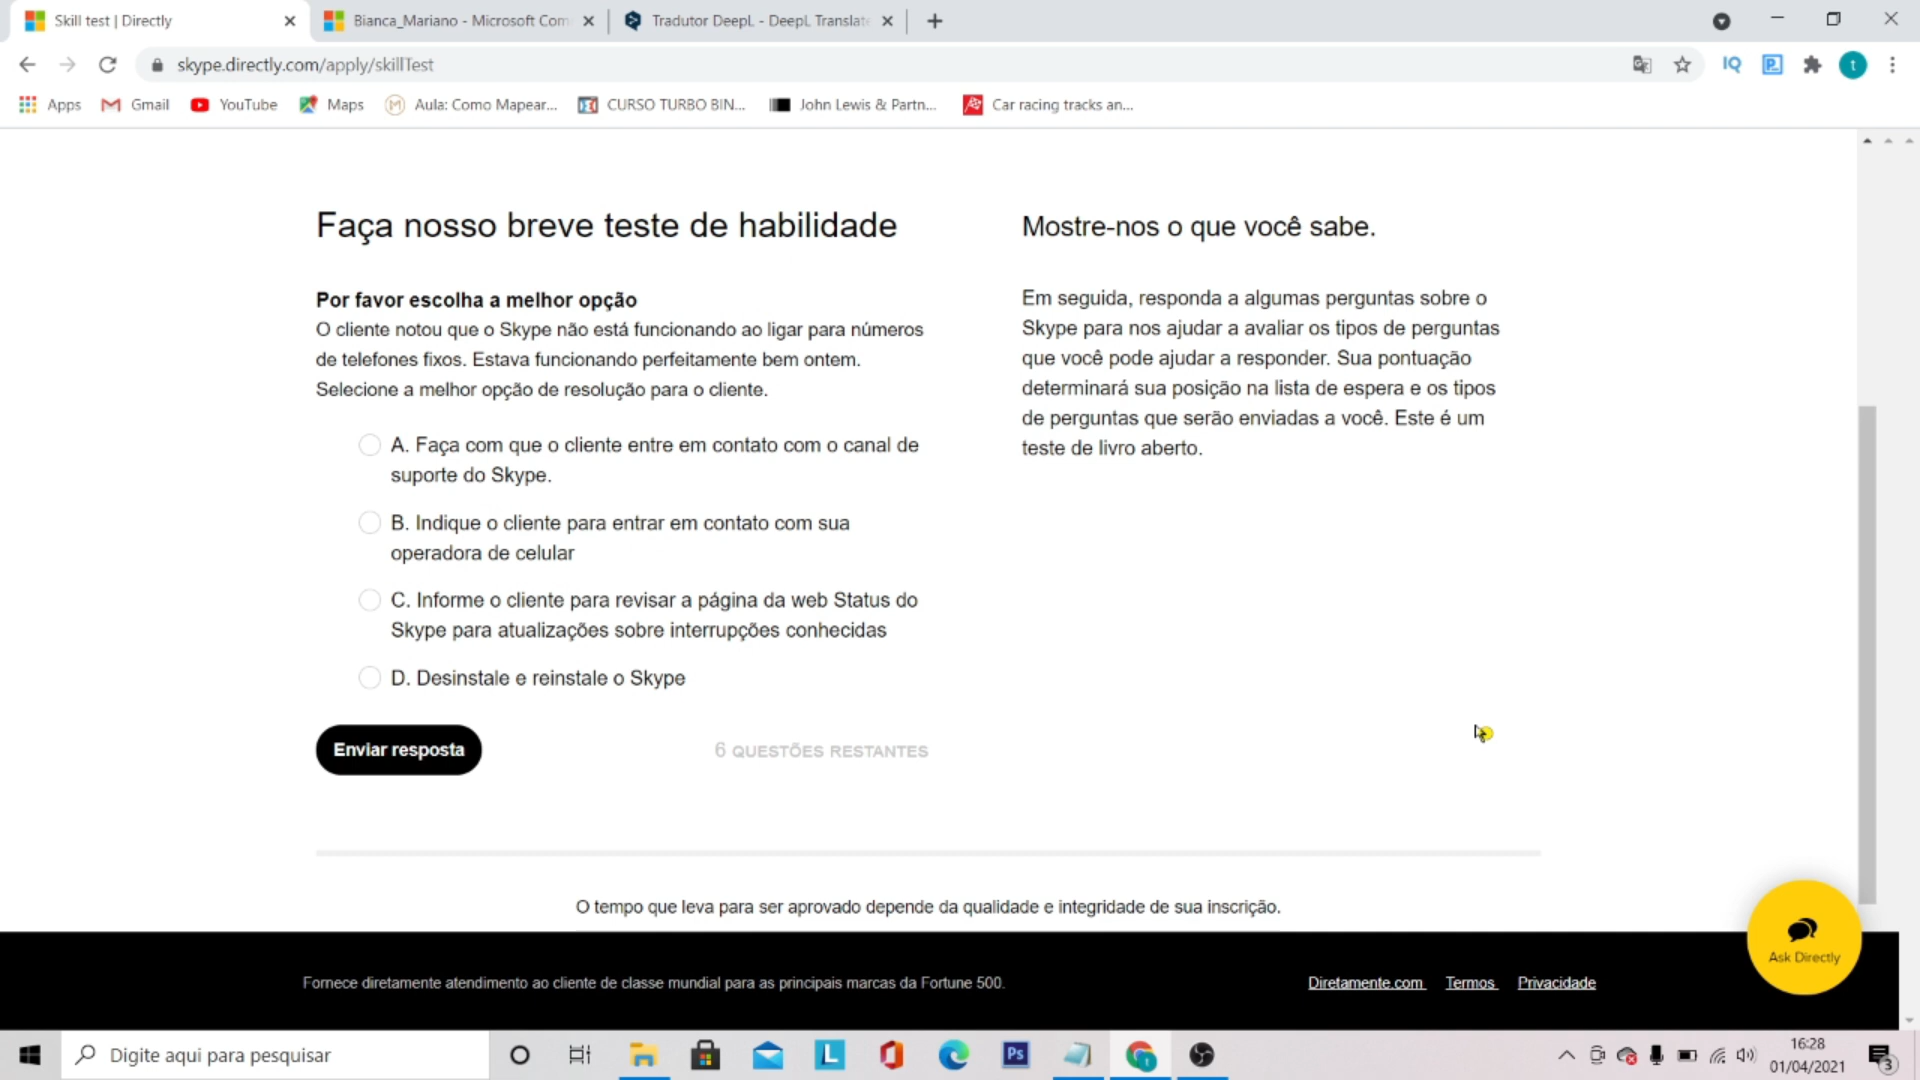 Skill test | Directly
Bianca_Mariano - Microsoft Com
Tradutor DeepL - DeepL Translate
skype.directly.com/apply/skillTest
IQ
t
Apps
Gmail
YouTube
Maps
Aula: Como Mapear...
CURSO TURBO BIN...
John Lewis & Partn...
Car racing tracks an...
Faça nosso breve teste de habilidade
Por favor escolha a melhor opção
O cliente notou que o Skype não está funcionando ao ligar para números
de telefones fixos. Estava funcionando perfeitamente bem ontem.
Selecione a melhor opção de resolução para o cliente.
A. Faça com que o cliente entre em contato com o canal de
suporte do Skype.
B. Indique o cliente para entrar em contato com sua
operadora de celular
C. Informe o cliente para revisar a página da web Status do
Skype para atualizações sobre interrupções conhecidas
D. Desinstale e reinstale o Skype
Enviar resposta
6 QUESTÕES RESTANTES
Mostre-nos o que você sabe.
Em seguida, responda a algumas perguntas sobre o
Skype para nos ajudar a avaliar os tipos de perguntas
que você pode ajudar a responder. Sua pontuação
determinará sua posição na lista de espera e os tipos
de perguntas que serão enviadas a você. Este é um
teste de livro aberto.
O tempo que leva para ser aprovado depende da qualidade e integridade de sua inscrição.
Ask Directly
Fornece diretamente atendimento ao cliente de classe mundial para as principais marcas da Fortune 500.
Diretamente.com
Termos
Privacidade
Digite aqui para pesquisar
L
Ps
16:28
01/04/2021
3